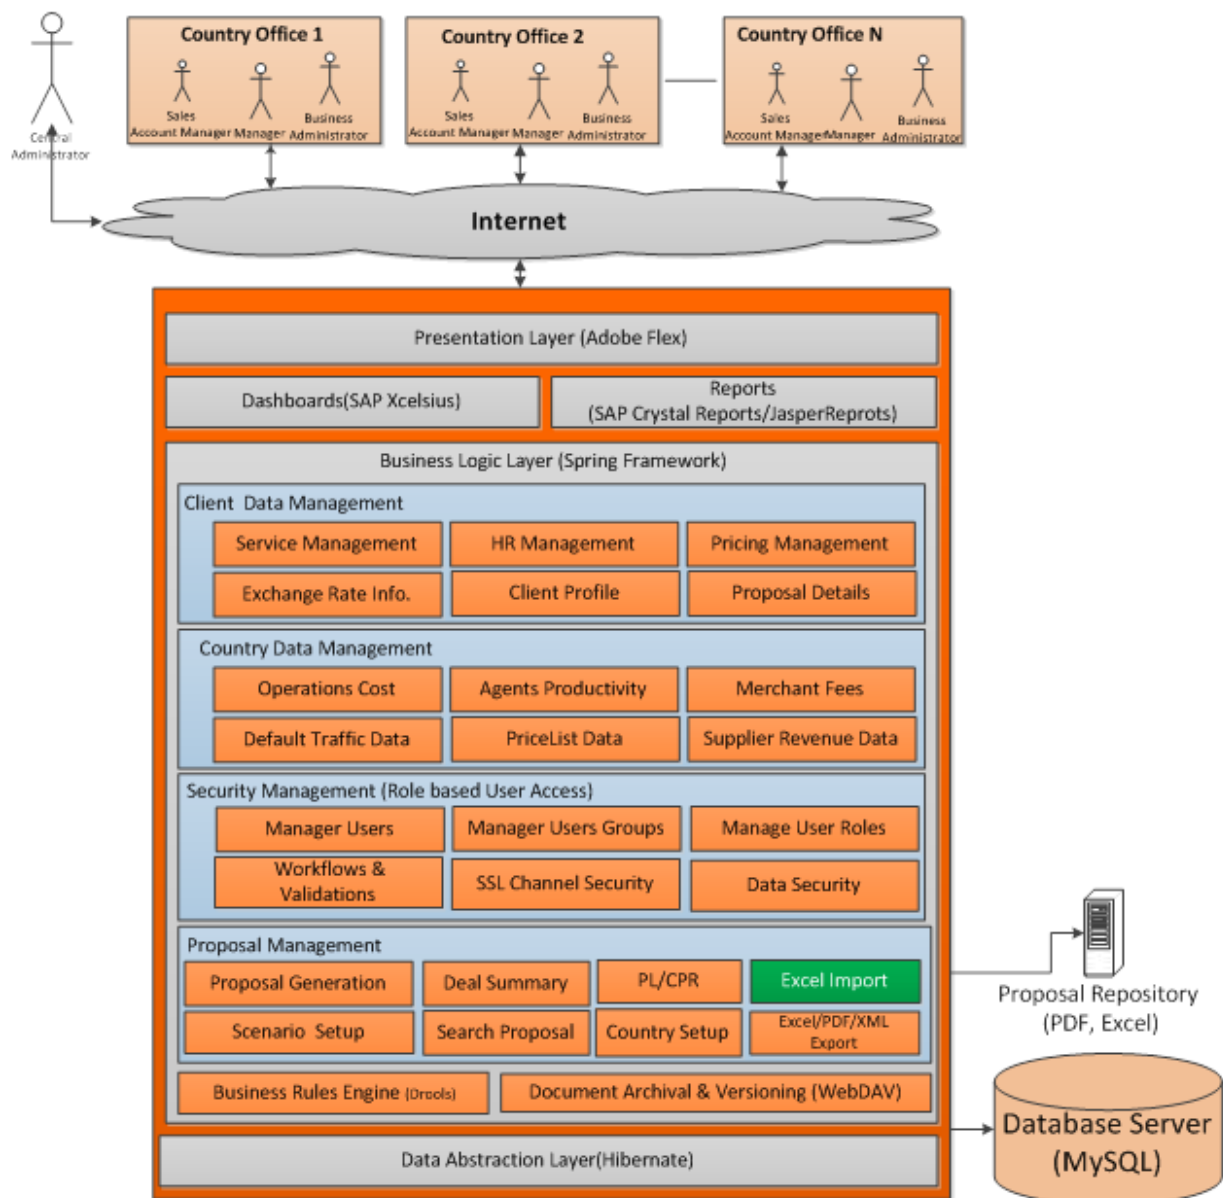 Country Office 1
Country Office 2
Country Office N
Sales
Account Manager
Manager
Business
Administrator
Sales
Account Manager
Manager
Business
Administrator
Sales
Account Manager
Manager
Business
Administrator
Central
Administrator
Internet
Presentation Layer (Adobe Flex)
Dashboards(SAP Xcelsius)
Reports
(SAP Crystal Reports/JasperReprots)
Business Logic Layer (Spring Framework)
Client Data Management
Service Management
HR Management
Pricing Management
Exchange Rate Info.
Client Profile
Proposal Details
Country Data Management
Operations Cost
Agents Productivity
Merchant Fees
Default Traffic Data
PriceList Data
Supplier Revenue Data
Security Management (Role based User Access)
Manager Users
Manager Users Groups
Manage User Roles
Workflows &
Validations
SSL Channel Security
Data Security
Proposal Management
Proposal Generation
Deal Summary
PL/CPR
Excel Import
Scenario Setup
Search Proposal
Country Setup
Excel/PDF/XML
Export
Business Rules Engine (Drools)
Document Archival & Versioning (WebDAV)
Data Abstraction Layer(Hibernate)
Proposal Repository
(PDF, Excel)
Database Server
(MySQL)